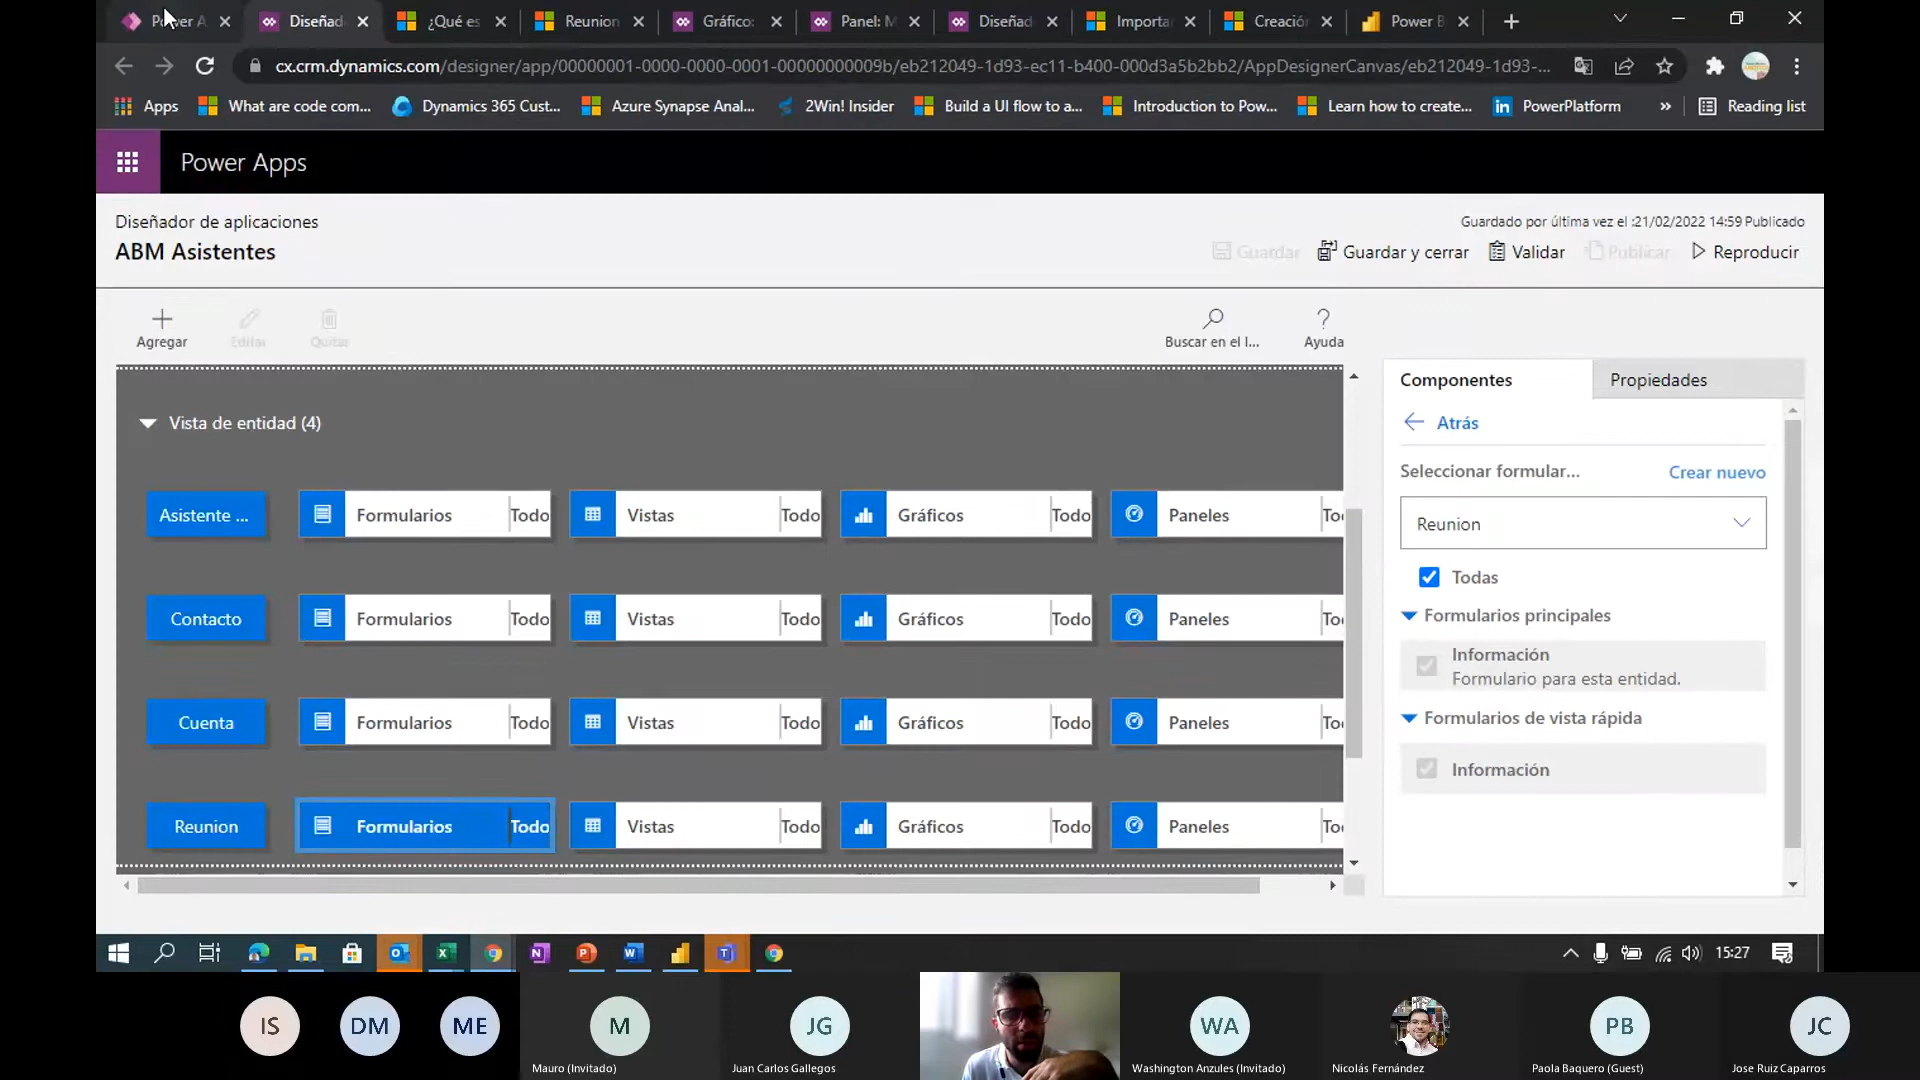 Power A
Diseñad
¿Qué es
Reunion
Gráfico:
Panel: M
Diseñad
Importa
Creación
Power B
cx.crm.dynamics.com/designer/app/00000001-0000-0000-0001-00000000009b/eb212049-1d93-ec11-b400-000d3a5b2bb2/AppDesignerCanvas/eb212049-1d93-...
Apps
What are code com...
Dynamics 365 Cust...
Azure Synapse Anal...
2Win! Insider
Build a UI flow to a...
Introduction to Pow...
Learn how to create...
PowerPlatform
»
Reading list
Power Apps
Diseñador de aplicaciones
ABM Asistentes
Guardado por última vez el :21/02/2022 14:59 Publicado
Guardar
Guardar y cerrar
Validar
Publicar
Reproducir
Agregar
Editar
Quitar
Buscar en el l...
Ayuda
Vista de entidad (4)
Asistente ...
Formularios Todo
Vistas Todo
Gráficos Todo
Paneles To
Contacto
Formularios Todo
Vistas Todo
Gráficos Todo
Paneles To
Cuenta
Formularios Todo
Vistas Todo
Gráficos Todo
Paneles To
Reunion
Formularios Todo
Vistas Todo
Gráficos Todo
Paneles To
Componentes
Propiedades
Atrás
Seleccionar formular...
Crear nuevo
Reunion
Todas
Formularios principales
Información
Formulario para esta entidad.
Formularios de vista rápida
Información
15:27
IS
DM
ME
M
Mauro (Invitado)
JG
Juan Carlos Gallegos
WA
Washington Anzules (Invitado)
Nicolás Fernández
PB
Paola Baquero (Guest)
JC
Jose Ruiz Caparros